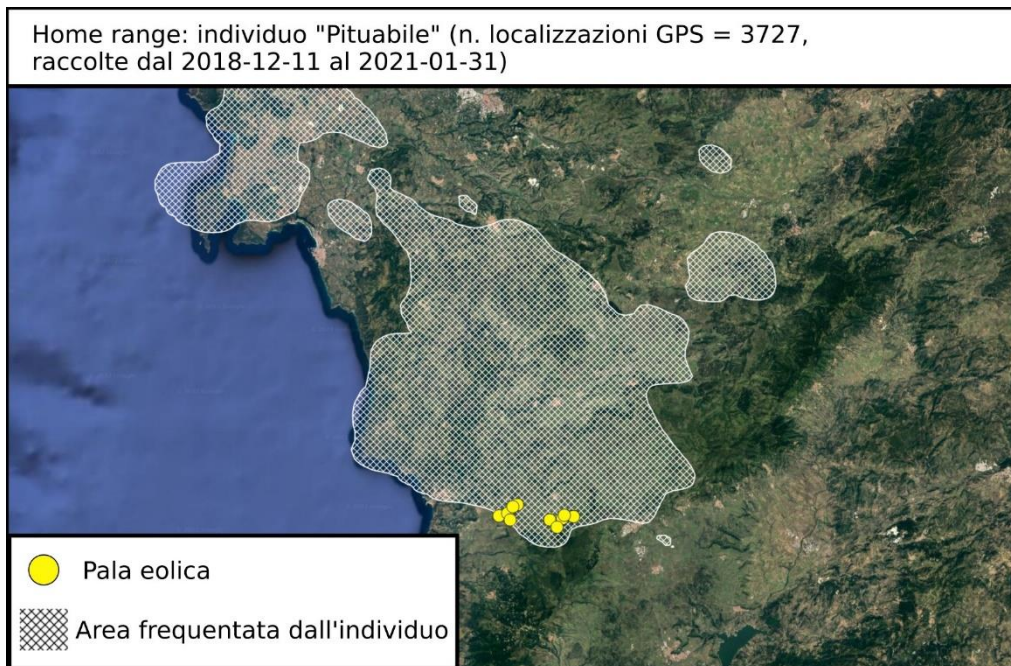 Home range: individuo "Pituabile" (n. localizzazioni GPS = 3727,
raccolte dal 2018-12-11 al 2021-01-31)
Pala eolica
Area frequentata dall'individuo